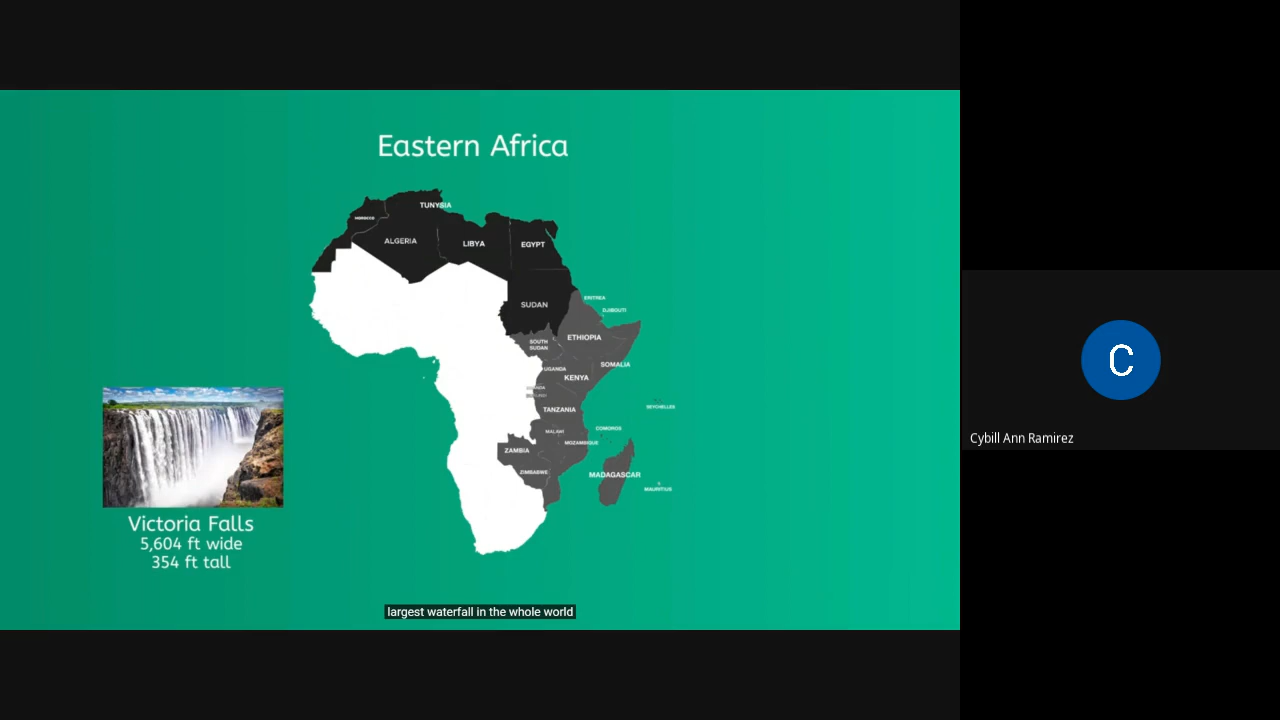 Eastern Africa
TUNYSIA
MOROCCO
ALGERIA
LIBYA
EGYPT
SUDAN
ERITREA
DJIBOUTI
ETHIOPIA
SOUTH
SUDAN
SOMALIA
UGANDA
KENYA
TANZANIA
SEYCHELLES
MALAWI
COMOROS
MOZAMBIQUE
ZAMBIA
ZIMBABWE
MADAGASCAR
MAURITIUS
Victoria Falls
5,604 ft wide
354 ft tall
largest waterfall in the whole world
C
Cybill Ann Ramirez